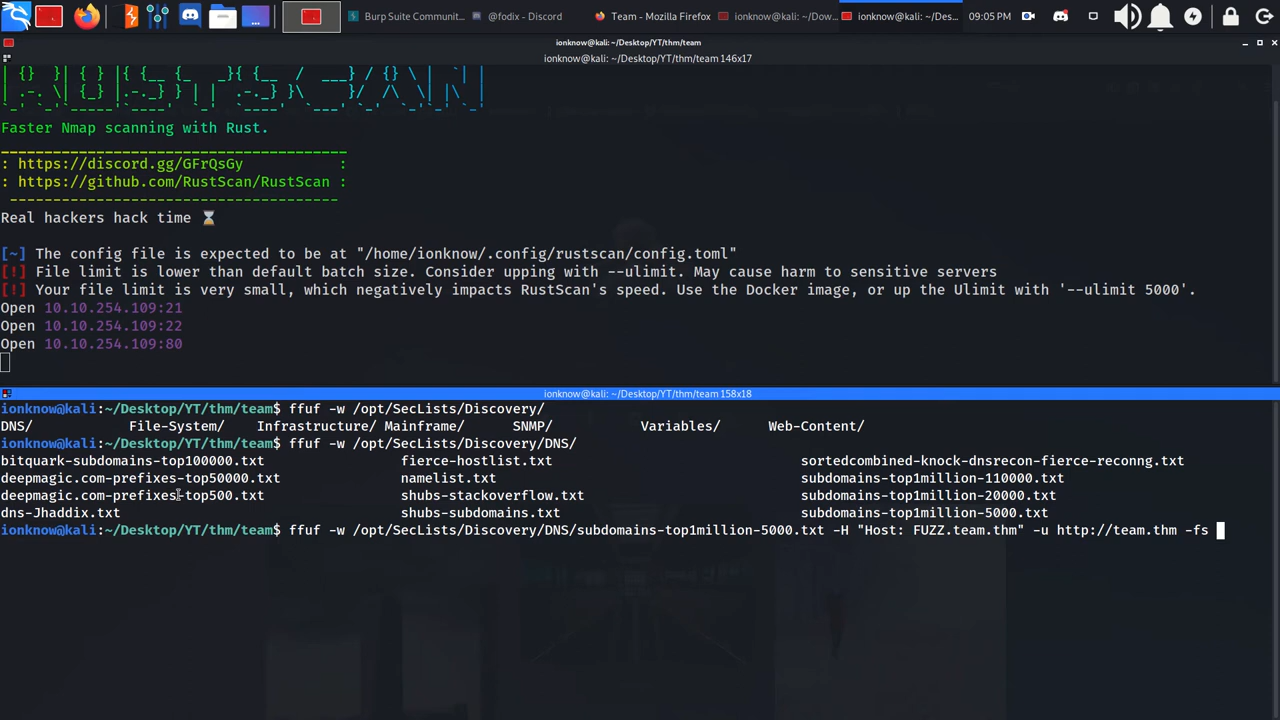 Burp Suite Communit...
@fodix - Discord
Team - Mozilla Firefox
ionknow@kali: ~/Dow...
ionknow@kali: ~/Des...
09:05 PM
ionknow@kali: ~/Desktop/YT/thm/team
ionknow@kali: ~/Desktop/YT/thm/team 146x17
| {} }| { }|{ {__ {_ _}{ {__ / ___} / {} \ | `| |
| .-. \| {_} |.-._} } | | .-._} }\ }/ /\ \| |\ |
`-' `-'`-----'`----' `-' `----' `---' `-' `-'`-' `-'
Faster Nmap scanning with Rust.
________________________________________
: https://discord.gg/GFrQsGy :
: https://github.com/RustScan/RustScan :
--------------------------------------
Real hackers hack time ⌛
[~] The config file is expected to be at "/home/ionknow/.config/rustscan/config.toml"
[!] File limit is lower than default batch size. Consider upping with --ulimit. May cause harm to sensitive servers
[!] Your file limit is very small, which negatively impacts RustScan's speed. Use the Docker image, or up the Ulimit with '--ulimit 5000'.
Open 10.10.254.109:21
Open 10.10.254.109:22
Open 10.10.254.109:80
ionknow@kali: ~/Desktop/YT/thm/team 158x18
ionknow@kali:~/Desktop/YT/thm/team$ ffuf -w /opt/SecLists/Discovery/
DNS/ File-System/ Infrastructure/ Mainframe/ SNMP/ Variables/ Web-Content/
ionknow@kali:~/Desktop/YT/thm/team$ ffuf -w /opt/SecLists/Discovery/DNS/
bitquark-subdomains-top100000.txt fierce-hostlist.txt sortedcombined-knock-dnsrecon-fierce-reconng.txt
deepmagic.com-prefixes-top50000.txt namelist.txt subdomains-top1million-110000.txt
deepmagic.com-prefixes-top500.txt shubs-stackoverflow.txt subdomains-top1million-20000.txt
dns-Jhaddix.txt shubs-subdomains.txt subdomains-top1million-5000.txt
ionknow@kali:~/Desktop/YT/thm/team$ ffuf -w /opt/SecLists/Discovery/DNS/subdomains-top1million-5000.txt -H "Host: FUZZ.team.thm" -u http://team.thm -fs